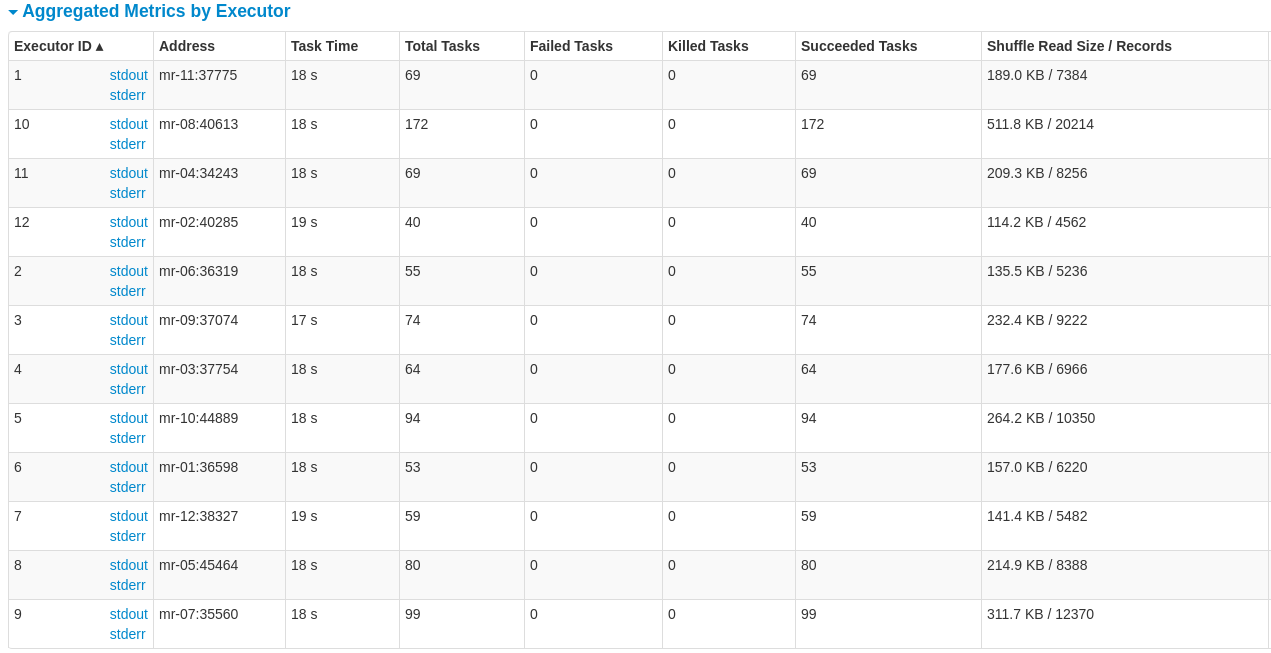 Aggregated Metrics by Executor
Executor ID ▴ Address Task Time Total Tasks Failed Tasks Killed Tasks Succeeded Tasks Shuffle Read Size / Records
1 stdout mr-11:37775 18 s 69 0 0 69 189.0 KB / 7384
stderr
10 stdout mr-08:40613 18 s 172 0 0 172 511.8 KB / 20214
stderr
11 stdout mr-04:34243 18 s 69 0 0 69 209.3 KB / 8256
stderr
12 stdout mr-02:40285 19 s 40 0 0 40 114.2 KB / 4562
stderr
2 stdout mr-06:36319 18 s 55 0 0 55 135.5 KB / 5236
stderr
3 stdout mr-09:37074 17 s 74 0 0 74 232.4 KB / 9222
stderr
4 stdout mr-03:37754 18 s 64 0 0 64 177.6 KB / 6966
stderr
5 stdout mr-10:44889 18 s 94 0 0 94 264.2 KB / 10350
stderr
6 stdout mr-01:36598 18 s 53 0 0 53 157.0 KB / 6220
stderr
7 stdout mr-12:38327 19 s 59 0 0 59 141.4 KB / 5482
stderr
8 stdout mr-05:45464 18 s 80 0 0 80 214.9 KB / 8388
stderr
9 stdout mr-07:35560 18 s 99 0 0 99 311.7 KB / 12370
stderr